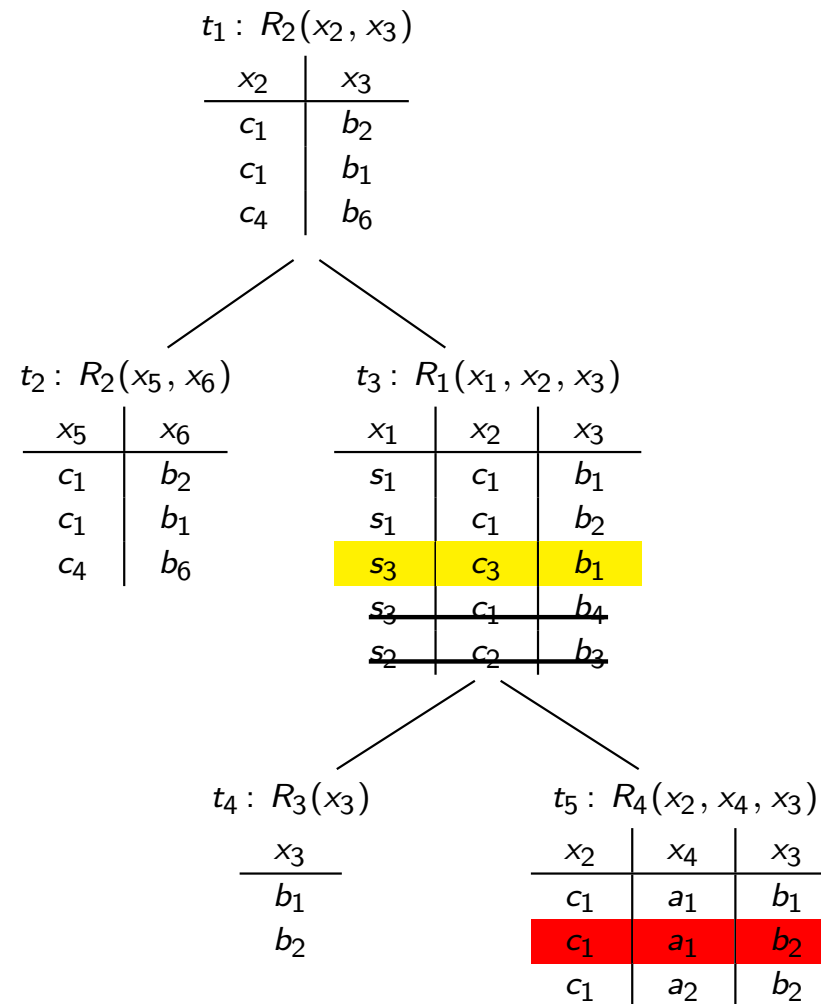 t₁ : R₂(x₂, x₃)
x₂ x₃
c₁ b₂
c₁ b₁
c₄ b₆
t₂ : R₂(x₅, x₆)
x₅ x₆
c₁ b₂
c₁ b₁
c₄ b₆
t₃ : R₁(x₁, x₂, x₃)
x₁ x₂ x₃
s₁ c₁ b₁
s₁ c₁ b₂
s₃ c₃ b₁
s₃ c₁ b₄
s₂ c₂ b₃
t₄ : R₃(x₃)
x₃
b₁
b₂
t₅ : R₄(x₂, x₄, x₃)
x₂ x₄ x₃
c₁ a₁ b₁
c₁ a₁ b₂
c₁ a₂ b₂